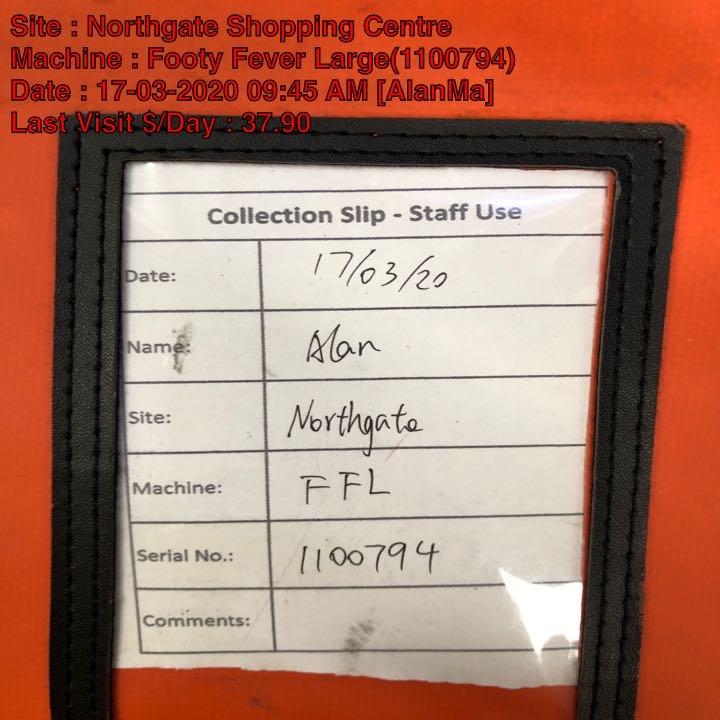 Site : Northgate Shopping Centre
Machine : Footy Fever Large(1100794)
Date : 17-03-2020 09:45 AM [AlanMa]
Last Visit $/Day : 37.90
Collection Slip - Staff Use
Date: 17/03/20
Name: Alan
Site: Northgate
Machine: FFL
Serial No.: 1100794
Comments: